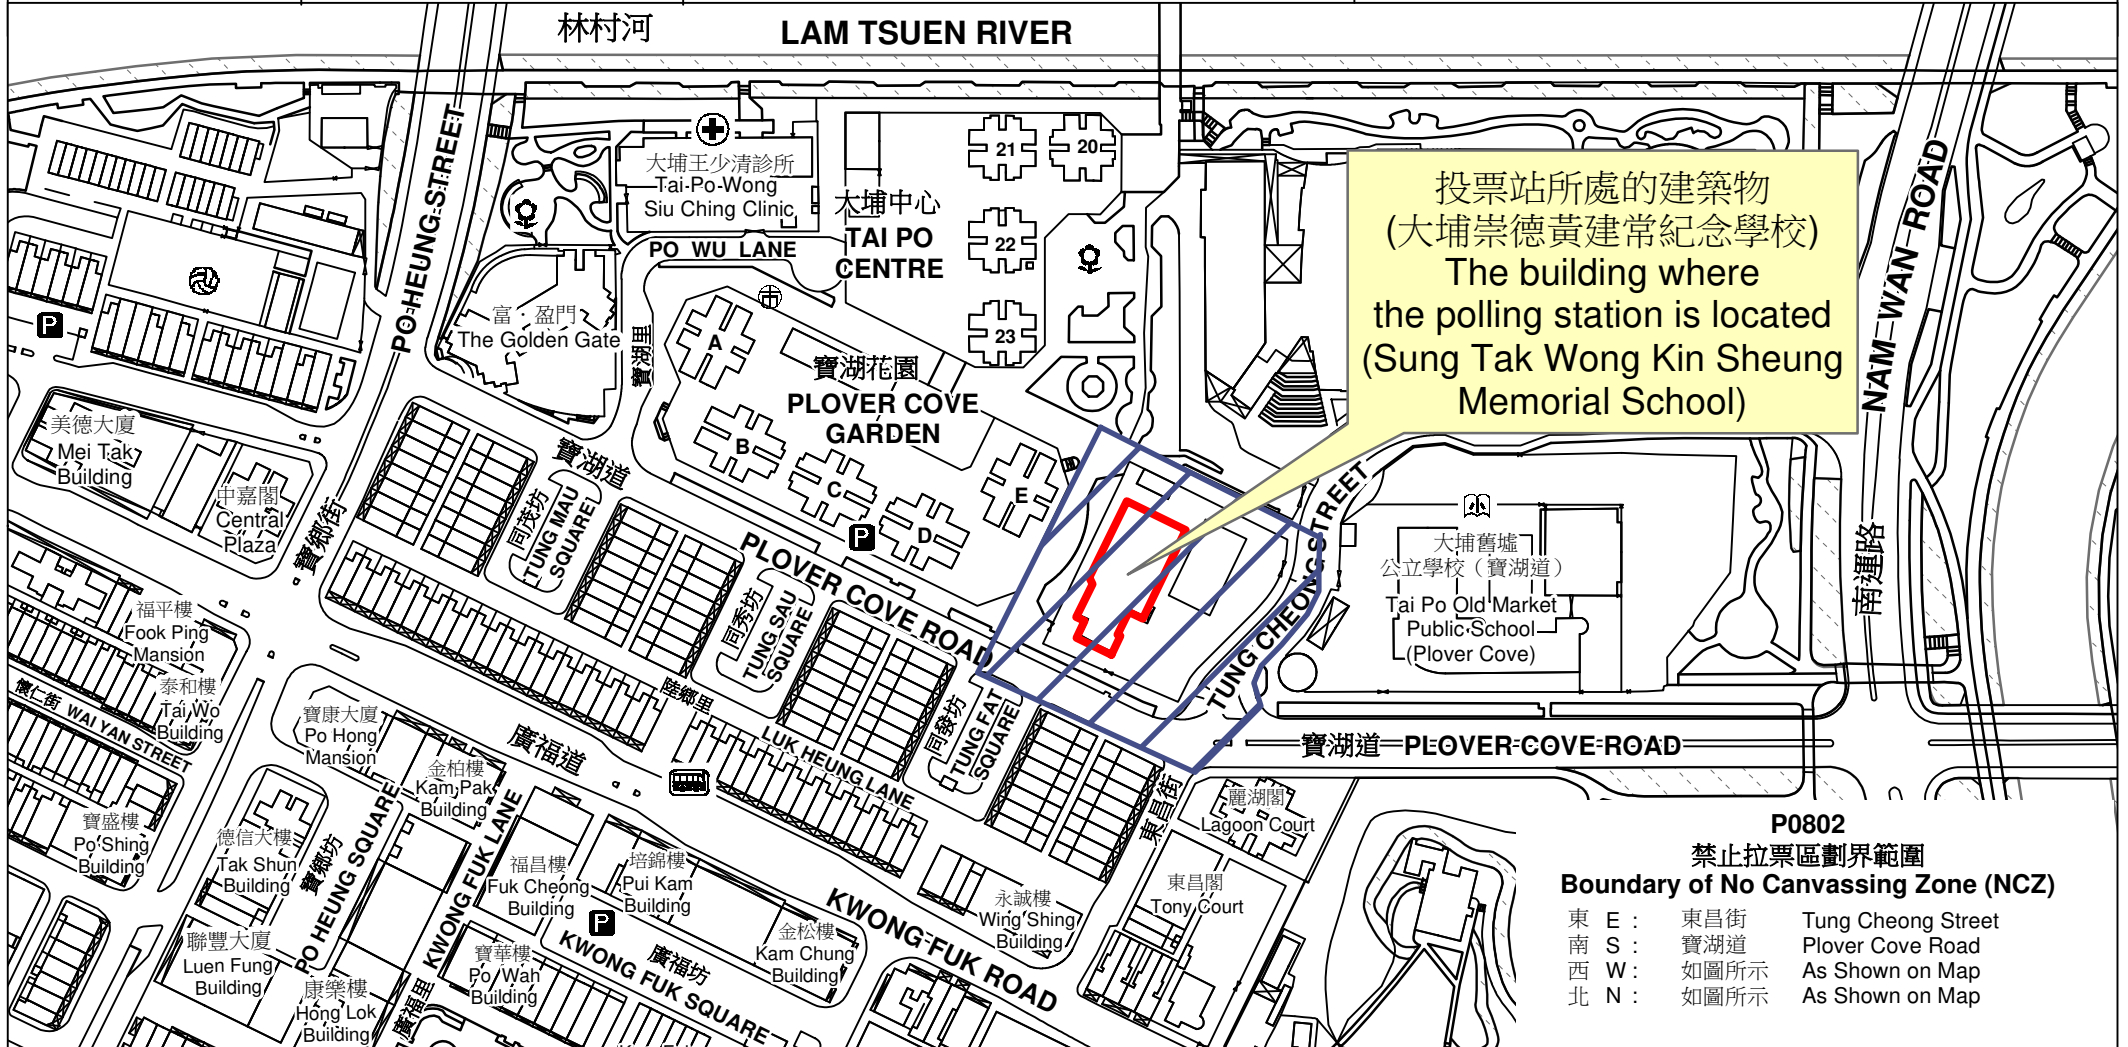 林村河 LAM TSUEN RIVER
PO HEUNG STREET
大埔王少清診所
Tai Po Wong
Siu Ching Clinic
大埔中心
TAI PO
CENTRE
21
20
22
23
PO WU LANE
富．盈門
The Golden Gate
寶湖里
市
A
B
C
D
E
寶湖花園
PLOVER COVE
GARDEN
投票站所處的建築物
(大埔崇德黃建常紀念學校)
The building where
the polling station is located
(Sung Tak Wong Kin Sheung
Memorial School)
NAM WAN ROAD
南運路
P
美德大廈
Mei Tak
Building
中嘉閣
Central
Plaza
寶鄉街
寶湖道
同茂坊
TUNG MAU
SQUARE
P
PLOVER COVE ROAD
同秀坊
TUNG SAU
SQUARE
TUNG CHEONG STREET
大埔舊墟
公立學校（寶湖道）
Tai Po Old Market
Public School
(Plover Cove)
福平樓
Fook Ping
Mansion
泰和樓
Tai Wo
Building
懷仁街 WAI YAN STREET
寶康大廈
Po Hong
Mansion
金柏樓
Kam Pak
Building
廣福道
陸鄉里
LUK HEUNG LANE
同發坊
TUNG FAT
SQUARE
寶湖道 PLOVER COVE ROAD
東昌街
麗湖閣
Lagoon Court
寶盛樓
Po Shing
Building
德信大樓
Tak Shun
Building
寶鄉坊
PO HEUNG SQUARE
KWONG FUK LANE
廣福里
福昌樓
Fuk Cheong
Building
培錦樓
Pui Kam
Building
P
永誠樓
Wing Shing
Building
東昌閣
Tony Court
聯豐大廈
Luen Fung
Building
康樂樓
Hong Lok
Building
寶華樓
Po Wah
Building
廣福坊
KWONG FUK SQUARE
金松樓
Kam Chung
Building
KWONG FUK ROAD
P0802
禁止拉票區劃界範圍
Boundary of No Canvassing Zone (NCZ)
東 E : 東昌街 Tung Cheong Street
南 S : 寶湖道 Plover Cove Road
西 W : 如圖所示 As Shown on Map
北 N : 如圖所示 As Shown on Map